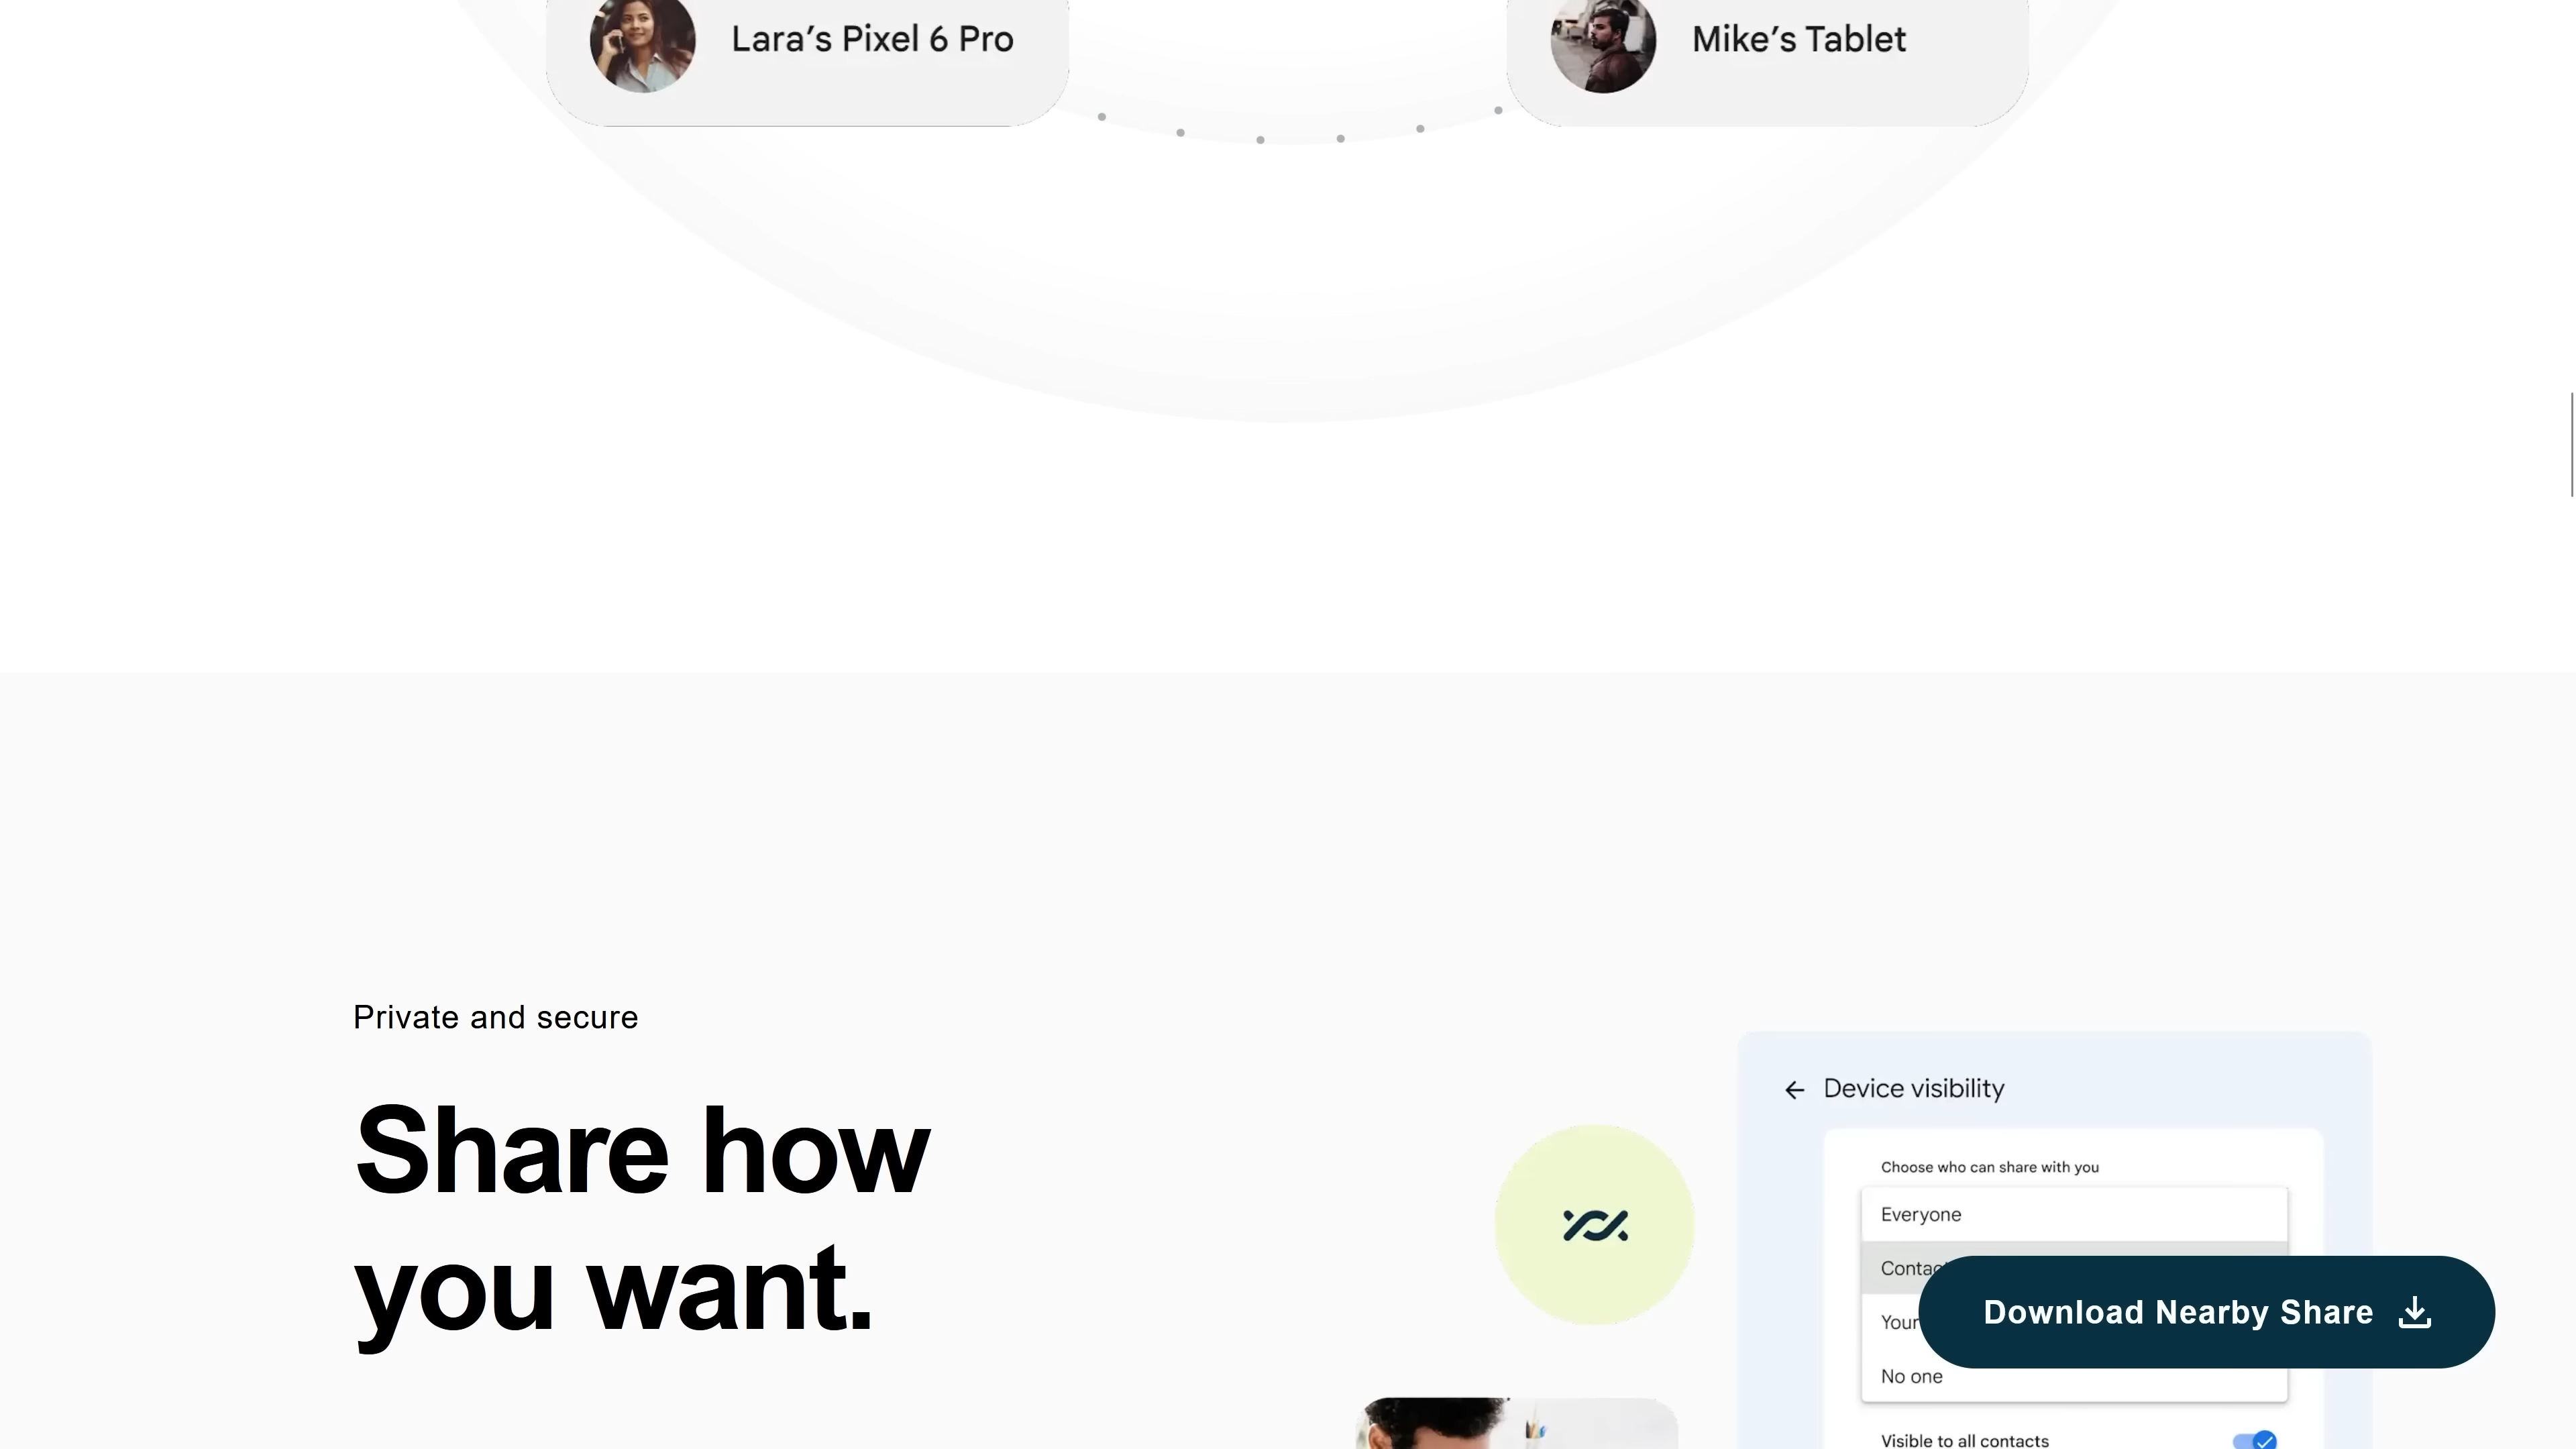 Lara’s Pixel 6 Pro
Mike’s Tablet
Private and secure
Share how
you want.
Device visibility
Choose who can share with you
Everyone
Your
No one
Visible to all contacts
Download Nearby Share